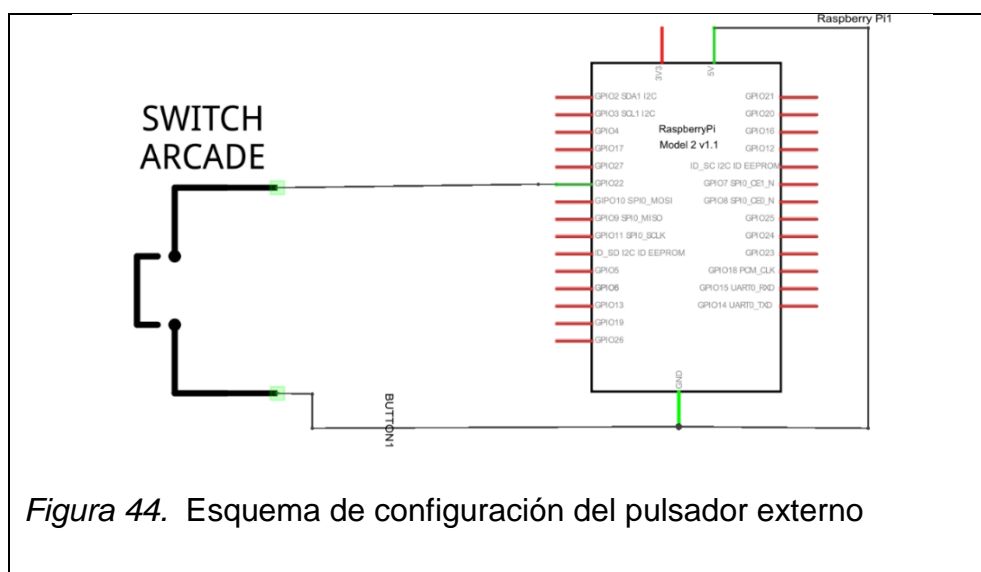 Raspberry Pi1
3V3
5V
SWITCH
ARCADE
RaspberryPi
Model 2 v1.1
GPIO2 SDA1 I2C
GPIO3 SCL1 I2C
GPIO4
GPIO17
GPIO27
GPIO22
GIPO10 SPI0_MOSI
GPIO9 SPI0_MISO
GPIO11 SPI0_SCLK
ID_SD I2C ID EEPROM
GPIO5
GPIO6
GPIO13
GPIO19
GPIO26
GPIO21
GPIO20
GPIO16
GPIO12
ID_SC I2C ID EEPROM
GPIO7 SPI0_CE1_N
GPIO8 SPI0_CE0_N
GPIO25
GPIO24
GPIO23
GPIO18 PCM_CLK
GPIO15 UART0_RXD
GPIO14 UART0_TXD
GND
BUTTON1
Figura 44. Esquema de configuración del pulsador externo